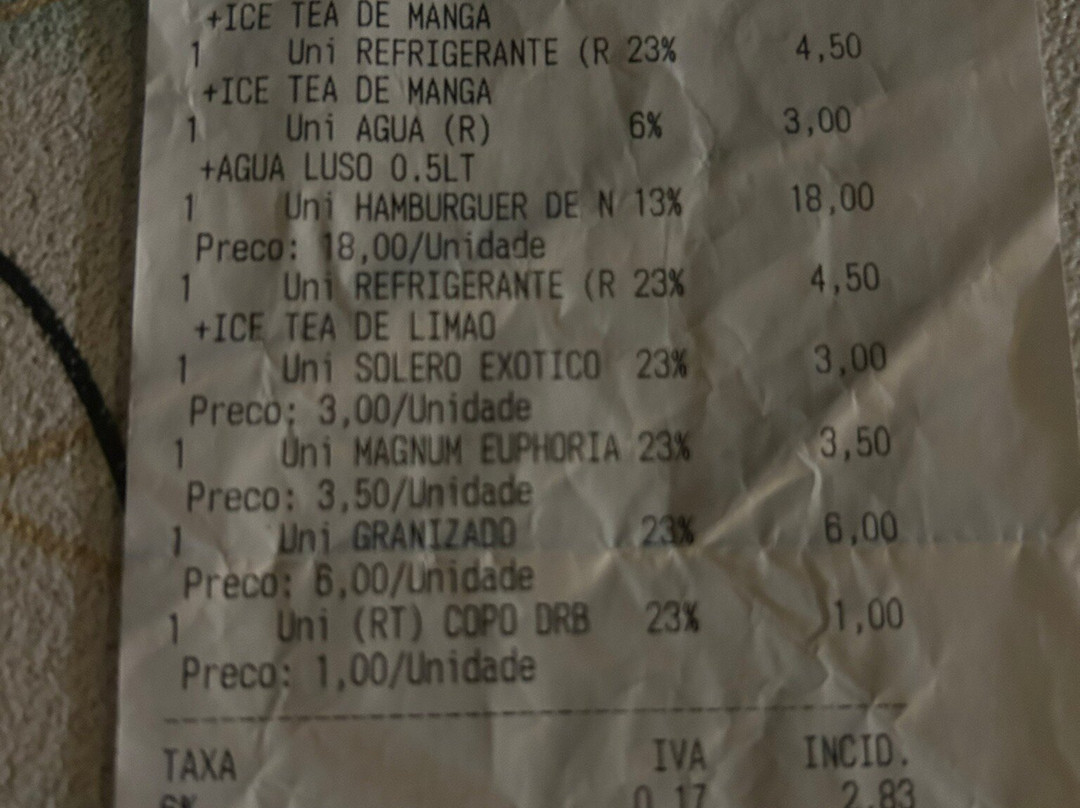 +ICE TEA DE MANGA
1 Uni REFRIGERANTE (R 23% 4,50
+ICE TEA DE MANGA
1 Uni AGUA (R) 6% 3,00
+AGUA LUSO 0.5LT
1 Uni HAMBURGUER DE N 13% 18,00
Preco: 18,00/Unidade
1 Uni REFRIGERANTE (R 23% 4,50
+ICE TEA DE LIMAO
1 Uni SOLERO EXOTICO 23% 3,00
Preco: 3,00/Unidade
1 Uni MAGNUM EUPHORIA 23% 3,50
Preco: 3,50/Unidade
1 Uni GRANIZADO 23% 6,00
Preco: 6,00/Unidade
1 Uni (RT) COPO DRB 23% 1,00
Preco: 1,00/Unidade
TAXA IVA INCID.
0,17 2,83